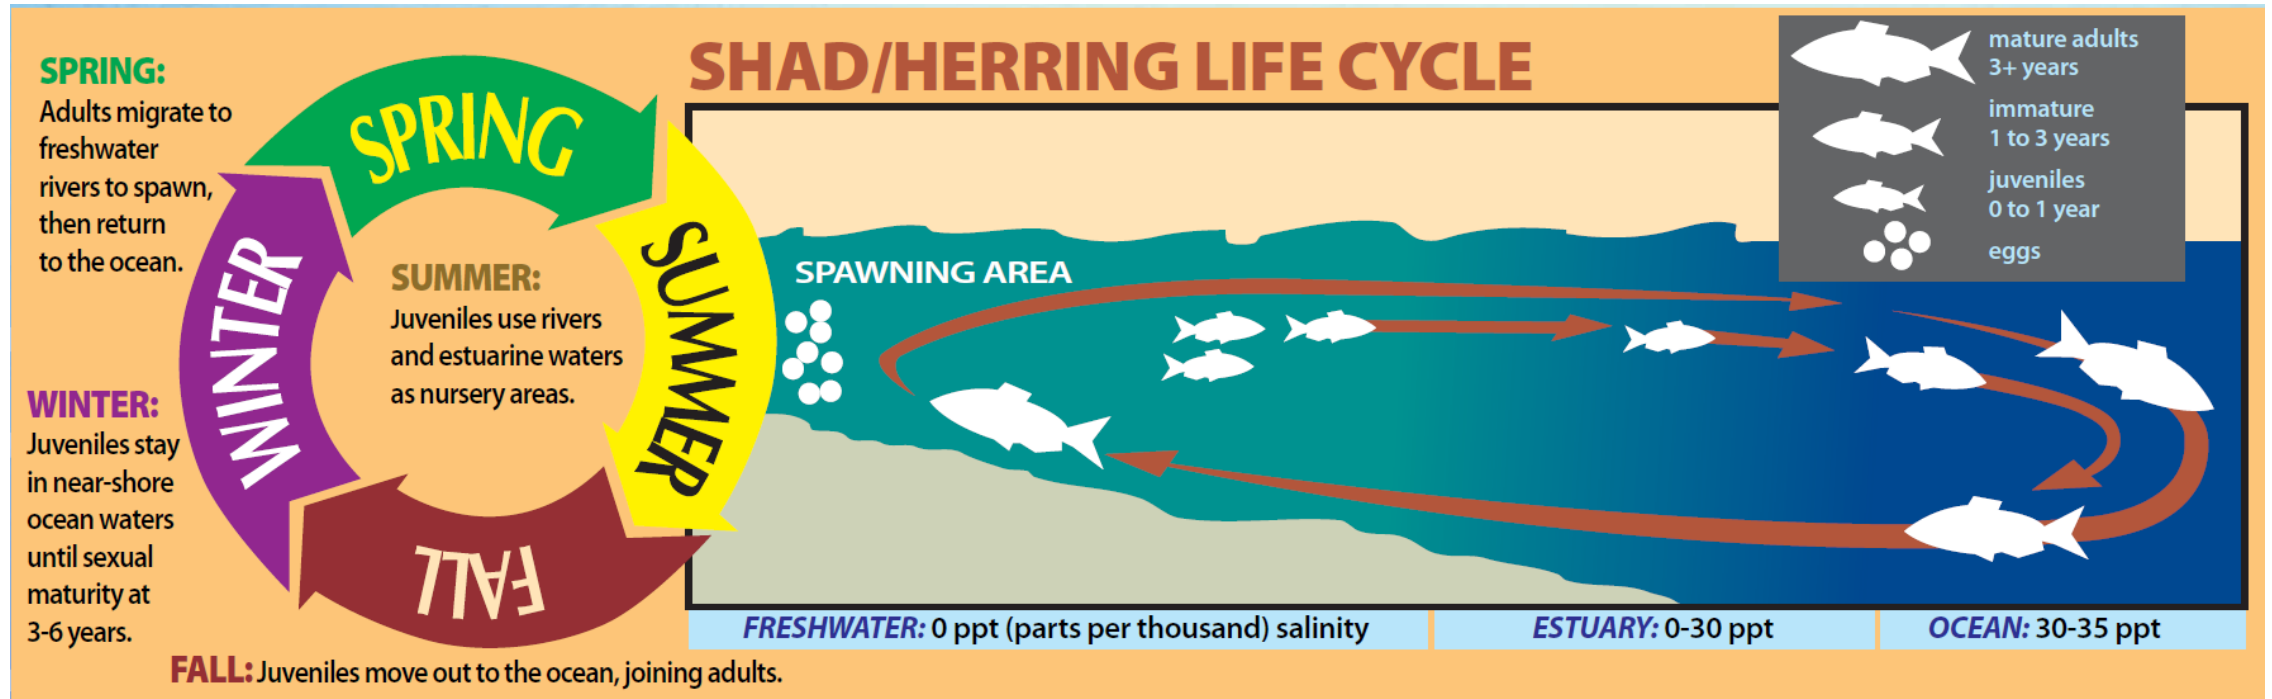 SHAD/HERRING LIFE CYCLE
SPRING:
Adults migrate to
freshwater
rivers to spawn,
then return
to the ocean.
SPRING
SUMMER
FALL
WINTER
SUMMER:
Juveniles use rivers
and estuarine waters
as nursery areas.
WINTER:
Juveniles stay
in near-shore
ocean waters
until sexual
maturity at
3-6 years.
FALL: Juveniles move out to the ocean, joining adults.
mature adults
3+ years
immature
1 to 3 years
juveniles
0 to 1 year
eggs
SPAWNING AREA
FRESHWATER: 0 ppt (parts per thousand) salinity
ESTUARY: 0-30 ppt
OCEAN: 30-35 ppt